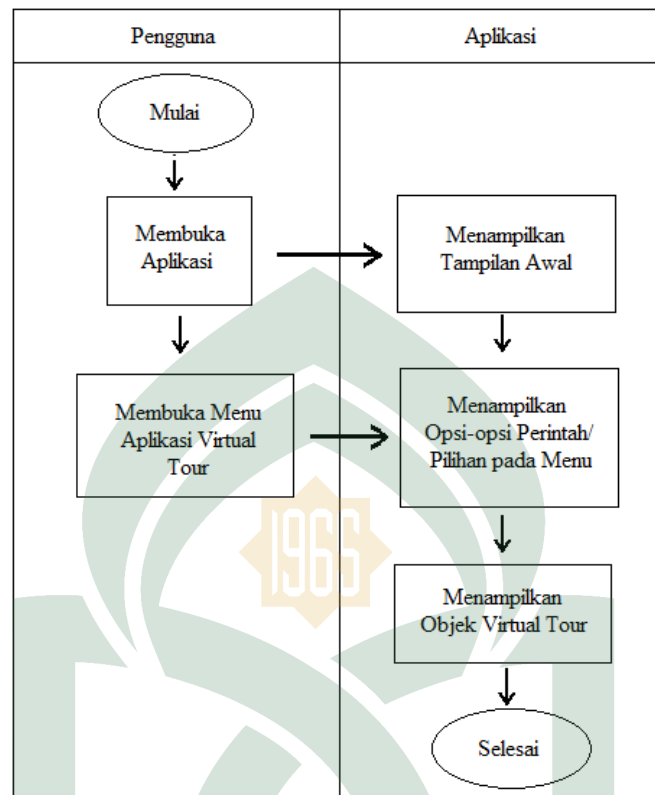 Pengguna
Aplikasi
Mulai
Membuka
Aplikasi
Menampilkan
Tampilan Awal
Membuka Menu
Aplikasi Virtual
Tour
Menampilkan
Opsi-opsi Perintah/
Pilihan pada Menu
1965
Menampilkan
Objek Virtual Tour
Selesai